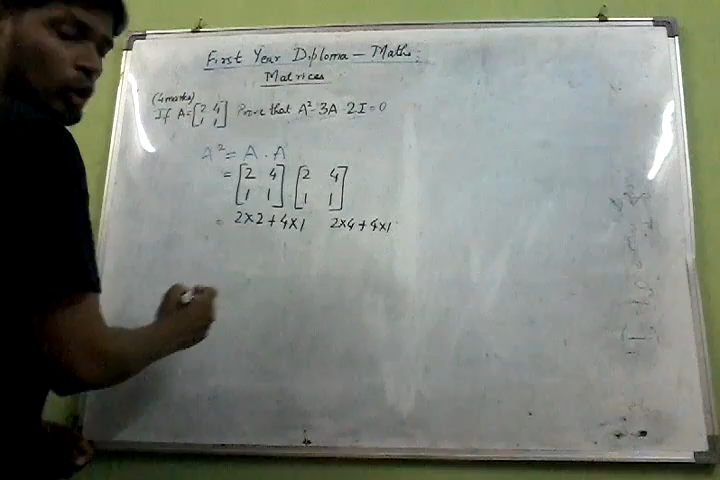 First Year Diploma - Maths:
Matrices
(4marks)
If A=[2 4
1 1] Prove that A²-3A-2I=0
A² = A . A
= [2 4
1 1] [2 4
1 1]
= 2×2+4×1 2×4+4×1